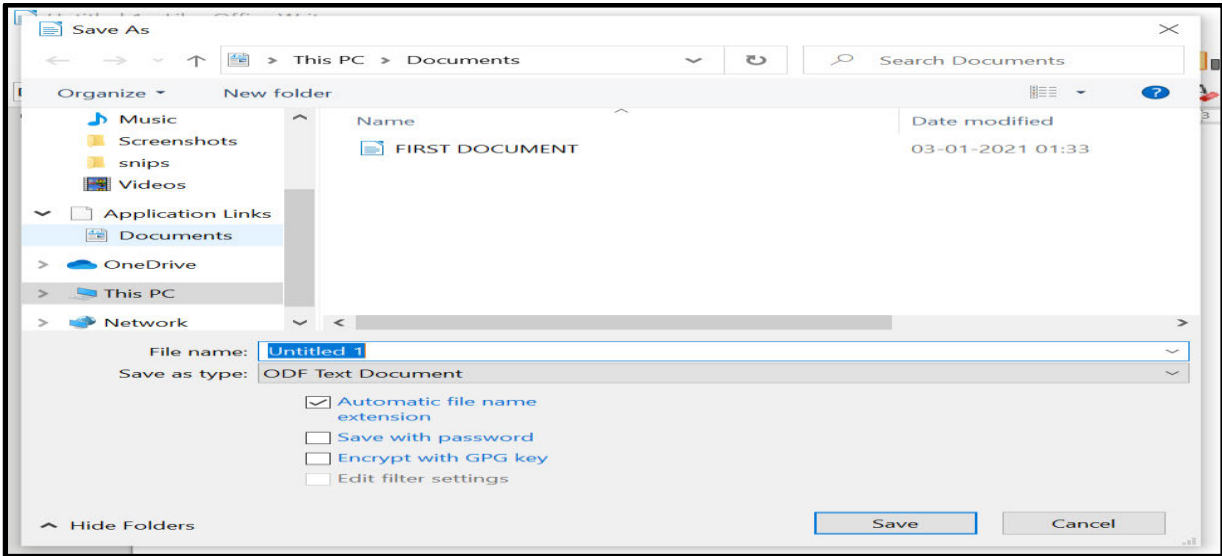 Save As
This PC > Documents
Search Documents
Organize
New folder
Name
Date modified
Music
Screenshots
snips
Videos
Application Links
Documents
OneDrive
This PC
Network
FIRST DOCUMENT
03-01-2021 01:33
File name: Untitled 1
Save as type: ODF Text Document
Automatic file name
extension
Save with password
Encrypt with GPG key
Edit filter settings
Hide Folders
Save
Cancel